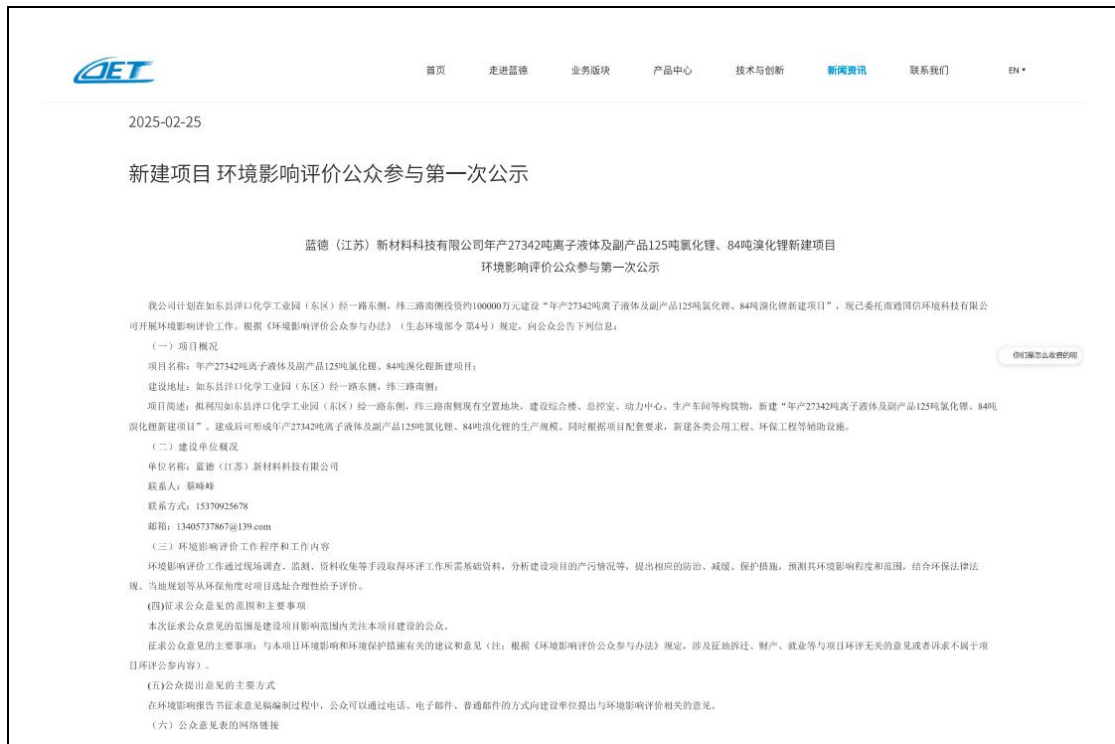 OET
首页 走进蓝德 业务版块 产品中心 技术与创新 新闻资讯 联系我们 EN
2025-02-25
新建项目 环境影响评价公众参与第一次公示
蓝德（江苏）新材料科技有限公司年产27342吨离子液体及副产品125吨氯化锂、84吨溴化锂新建项目
环境影响评价公众参与第一次公示
我公司计划在如东县洋口化学工业园（东区）经一路东侧，纬三路南侧投资约100000万元建设“年产27342吨离子液体及副产品125吨氯化锂、84吨溴化锂新建项目”，现已委托南通国信环境科技有限公
司开展环境影响评价工作。根据《环境影响评价公众参与办法》（生态环境部令 第4号）规定，向公众公告下列信息：
（一）项目概况
项目名称：年产27342吨离子液体及副产品125吨氯化锂、84吨溴化锂新建项目；
建设地址：如东县洋口化学工业园（东区）经一路东侧，纬三路南侧；
你们是怎么收费的呢
项目简述：拟利用如东县洋口化学工业园（东区）经一路东侧，纬三路南侧现有空置地块，建设综合楼、总控室、动力中心、生产车间等构筑物，新建“年产27342吨离子液体及副产品125吨氯化锂、84吨
溴化锂新建项目”。建成后可形成年产27342吨离子液体及副产品125吨氯化锂、84吨溴化锂的生产规模。同时根据项目配套要求，新建各类公用工程、环保工程等辅助设施。
（二）建设单位概况
单位名称：蓝德（江苏）新材料科技有限公司
联系人：蔡峰峰
联系方式：15370925678
邮箱：13405737867@139.com
（三）环境影响评价工作程序和工作内容
环境影响评价工作通过现场调查、监测、资料收集等手段取得环评工作所需基础资料，分析建设项目的产污情况等，提出相应的防治、减缓、保护措施，预测其环境影响程度和范围，结合环保法律法
规、当地规划等从环保角度对项目选址合理性给予评价。
(四)征求公众意见的范围和主要事项
本次征求公众意见的范围是建设项目影响范围内关注本项目建设的公众。
征求公众意见的主要事项：与本项目环境影响和环境保护措施有关的建议和意见（注：根据《环境影响评价公众参与办法》规定，涉及征地拆迁、财产、就业等与项目环评无关的意见或者诉求不属于项
目环评公参内容）。
(五)公众提出意见的主要方式
在环境影响报告书征求意见稿编制过程中，公众可以通过电话、电子邮件、普通邮件的方式向建设单位提出与环境影响评价相关的意见。
（六）公众意见表的网络链接